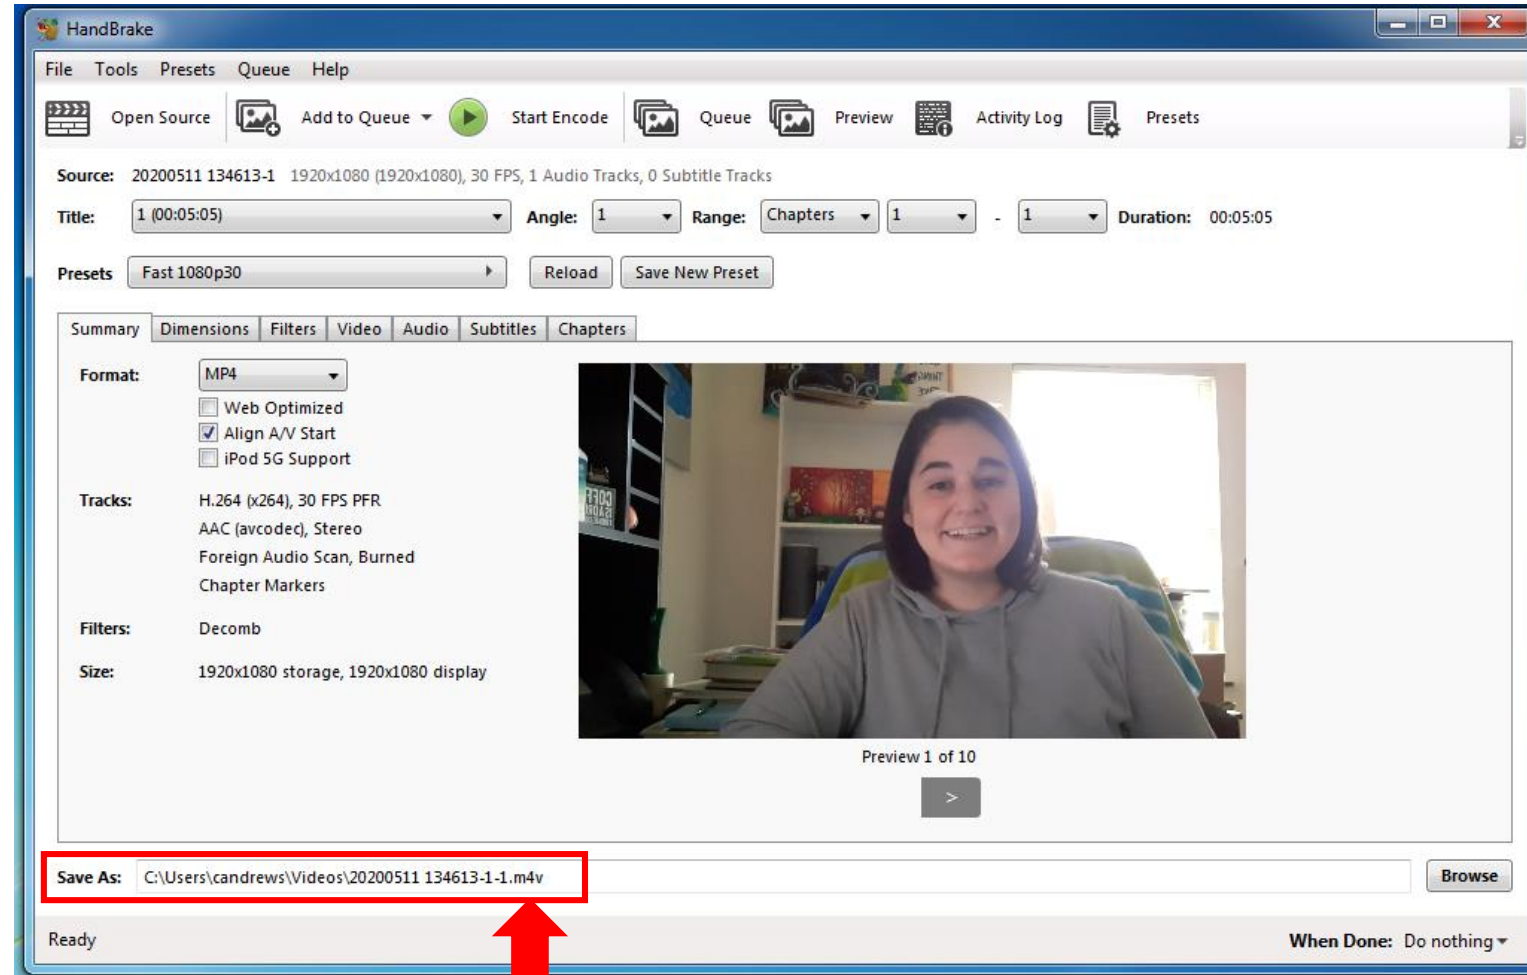 HandBrake
File Tools Presets Queue Help
Open Source Add to Queue Start Encode Queue Preview Activity Log Presets
Source: 20200511 134613-1 1920x1080 (1920x1080), 30 FPS, 1 Audio Tracks, 0 Subtitle Tracks
Title: 1 (00:05:05) Angle: 1 Range: Chapters 1 - 1 Duration: 00:05:05
Presets Fast 1080p30 Reload Save New Preset
Summary Dimensions Filters Video Audio Subtitles Chapters
Format: MP4
Web Optimized
Align A/V Start
iPod 5G Support
Tracks: H.264 (x264), 30 FPS PFR
AAC (avcodec), Stereo
Foreign Audio Scan, Burned
Chapter Markers
Filters: Decomb
Size: 1920x1080 storage, 1920x1080 display
Preview 1 of 10
>
Save As: C:\Users\candrews\Videos\20200511 134613-1-1.m4v Browse
Ready When Done: Do nothing